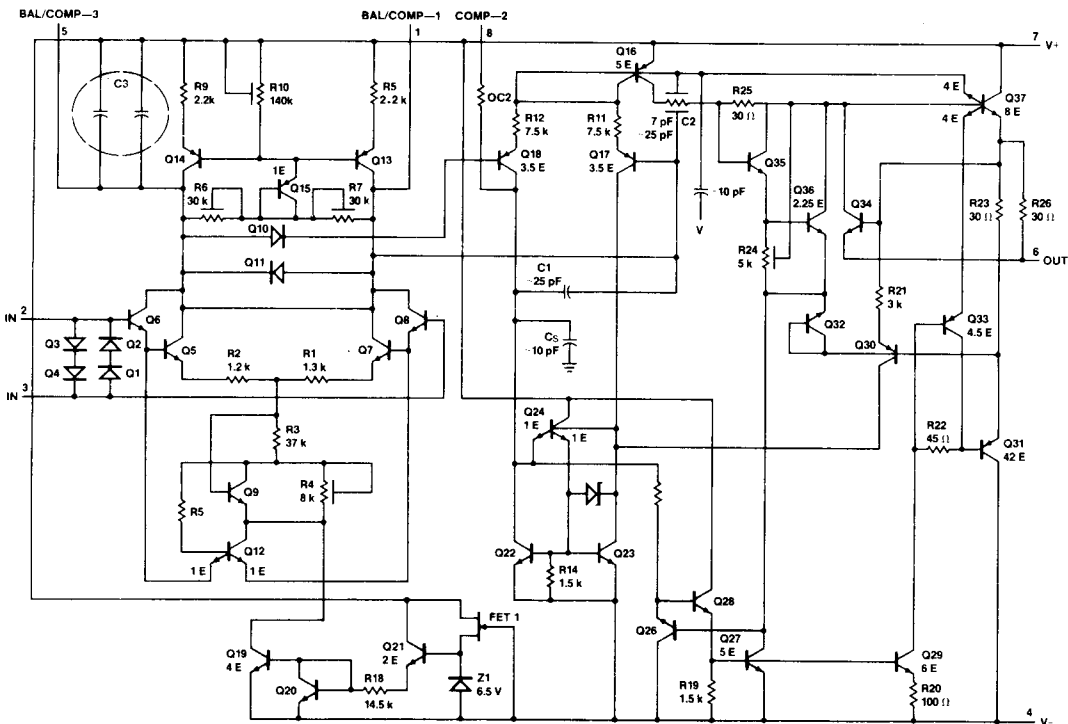 BAL/COMP—3
5
BAL/COMP—1
1
COMP—2
8
7 V+
C3
R9
2.2k
R10
140k
R5
2.2 k
OC2
Q16
5 E
R12
7.5 k
R11
7.5 k
7 pF
~25 pF
C2
R25
30 Ω
4 E
4 E
Q37
8 E
Q14
Q13
Q18
3.5 E
Q17
3.5 E
1E
Q15
R6
30 k
R7
30 k
~10 pF
V
Q35
Q36
2.25 E
Q34
R23
30 Ω
R26
30 Ω
Q10
Q11
R24
5 k
6
OUT
C1
~25 pF
R21
3 k
IN 2
Q6
Q8
Q3
Q2
Q4
Q1
Q5
Q7
R2
1.2 k
R1
1.3 k
CS
~10 pF
Q32
Q30
Q33
4.5 E
IN 3
R3
37 k
Q24
1 E
1 E
R22
45 Ω
Q31
42 E
R5
Q9
R4
8 k
Q12
1 E
1 E
Q22
Q23
R14
1.5 k
FET 1
Q28
Q26
Q27
5 E
Q29
6 E
Q19
4 E
Q20
Q21
2 E
R18
14.5 k
Z1
6.5 V
R19
1.5 k
R20
100Ω
4
V−